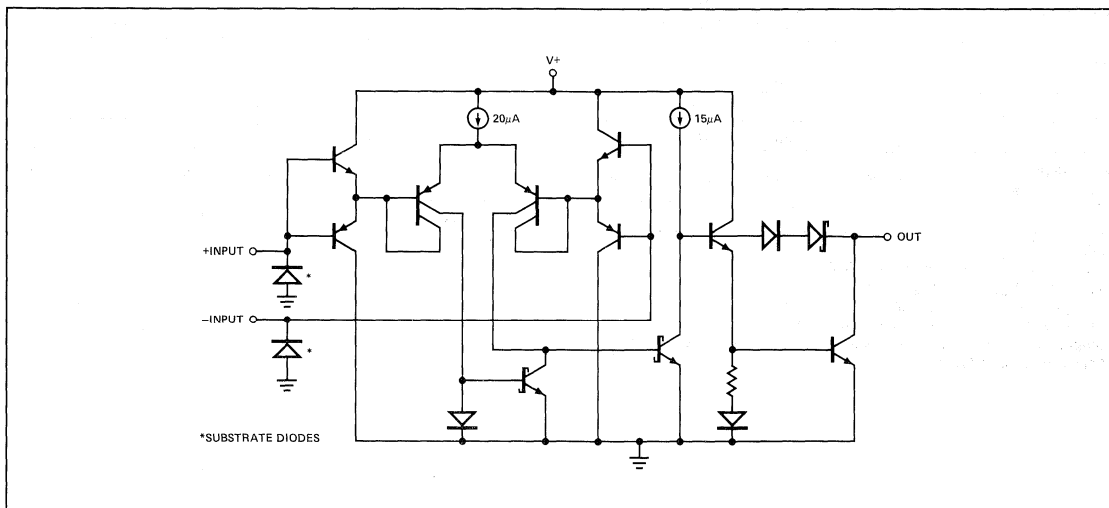 V+
20µA
15µA
+INPUT
*
OUT
–INPUT
*
*SUBSTRATE DIODES